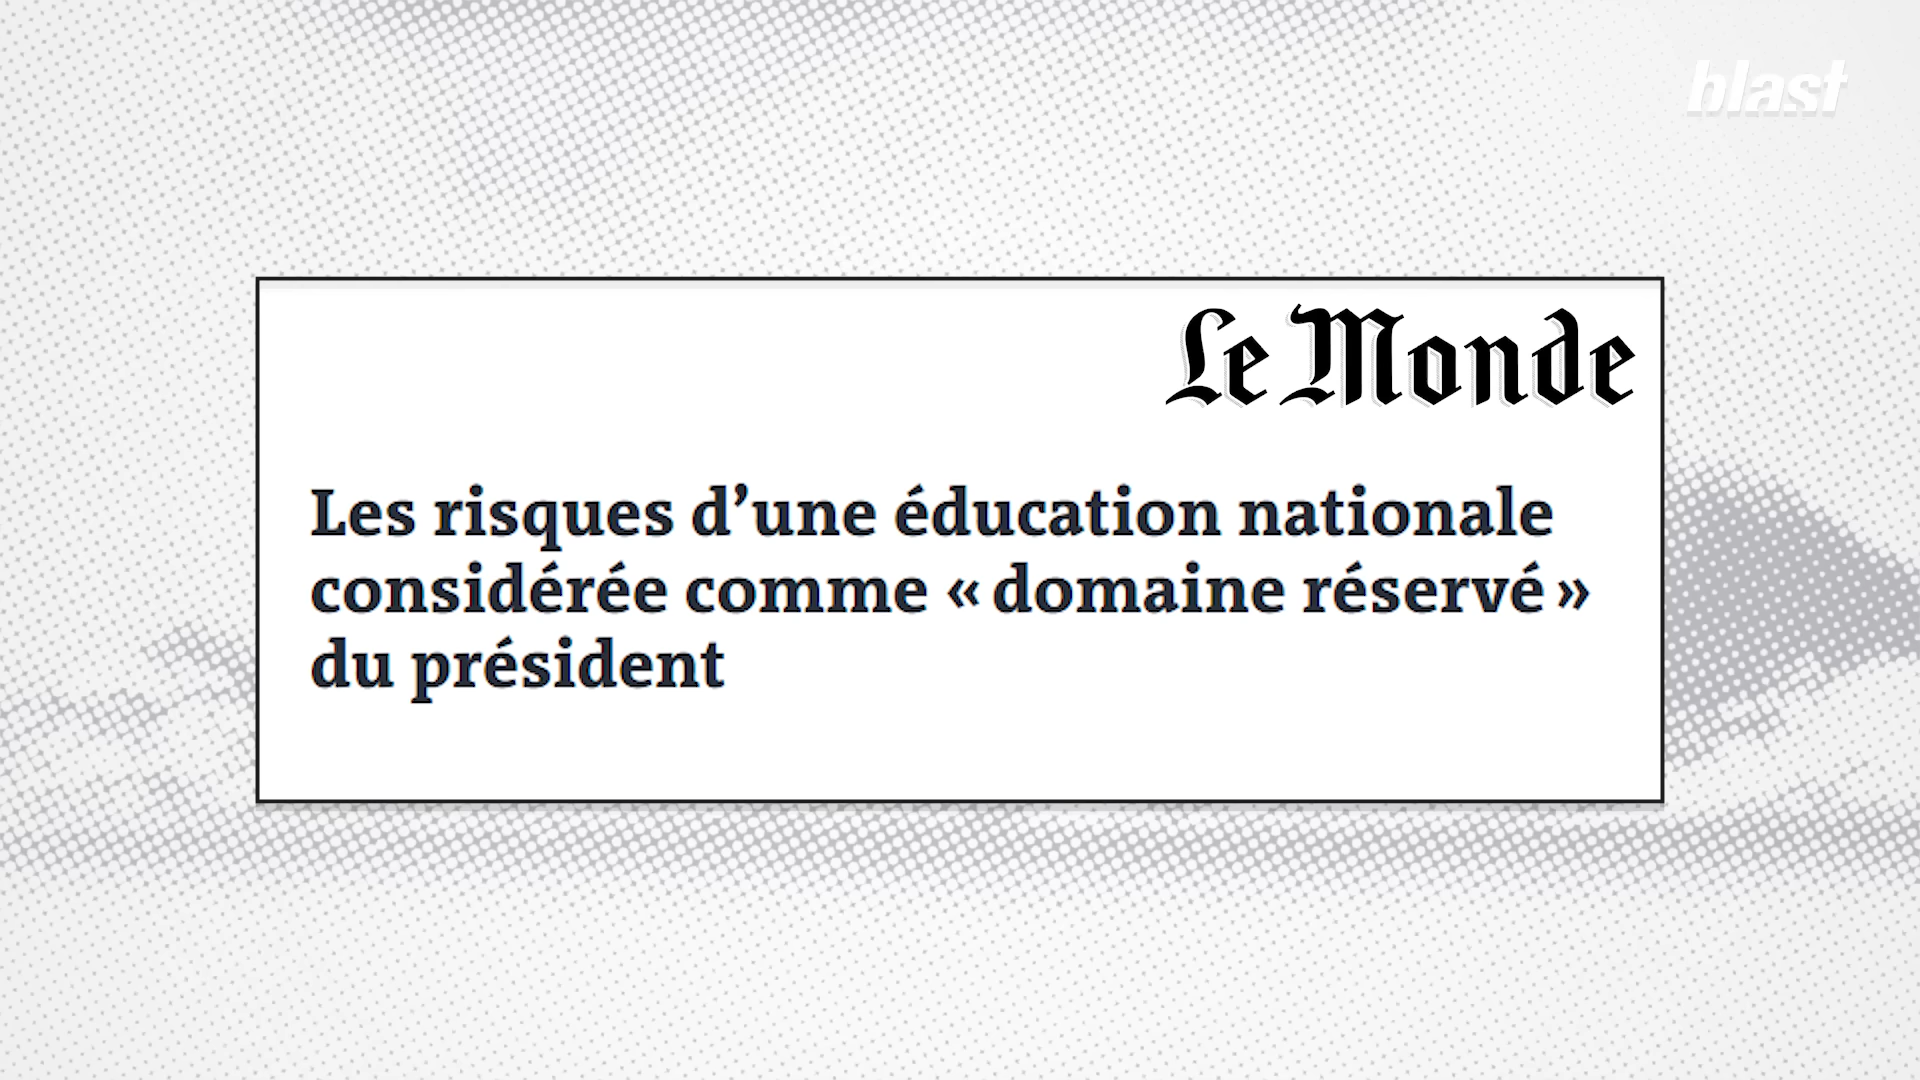 blast
Le Monde
Les risques d’une éducation nationale
considérée comme « domaine réservé »
du président